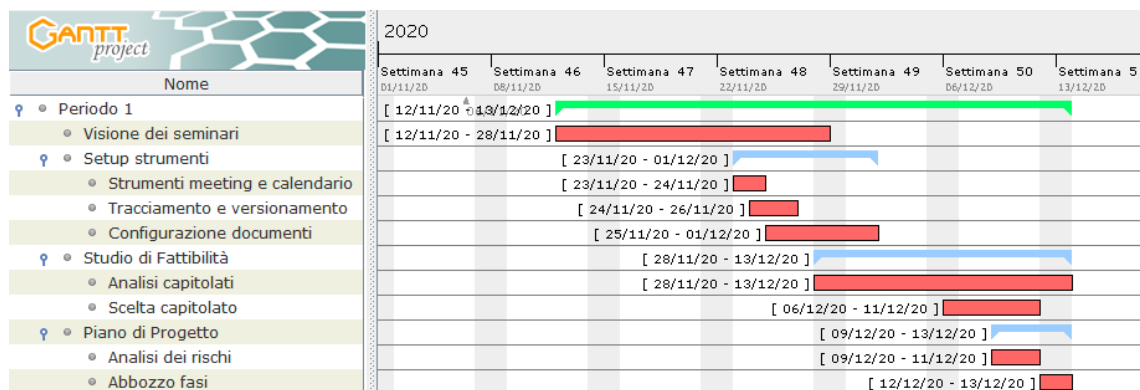 GANTT
project
2020
Settimana 45 Settimana 46 Settimana 47 Settimana 48 Settimana 49 Settimana 50 Settimana 5
01/11/20 08/11/20 15/11/20 22/11/20 29/11/20 06/12/20 13/12/20
Nome
Periodo 1 [ 12/11/20 - 13/12/20 ]
Visione dei seminari [ 12/11/20 - 28/11/20 ]
Setup strumenti [ 23/11/20 - 01/12/20 ]
Strumenti meeting e calendario [ 23/11/20 - 24/11/20 ]
Tracciamento e versionamento [ 24/11/20 - 26/11/20 ]
Configurazione documenti [ 25/11/20 - 01/12/20 ]
Studio di Fattibilità [ 28/11/20 - 13/12/20 ]
Analisi capitolati [ 28/11/20 - 13/12/20 ]
Scelta capitolato [ 06/12/20 - 11/12/20 ]
Piano di Progetto [ 09/12/20 - 13/12/20 ]
Analisi dei rischi [ 09/12/20 - 11/12/20 ]
Abbozzo fasi [ 12/12/20 - 13/12/20 ]